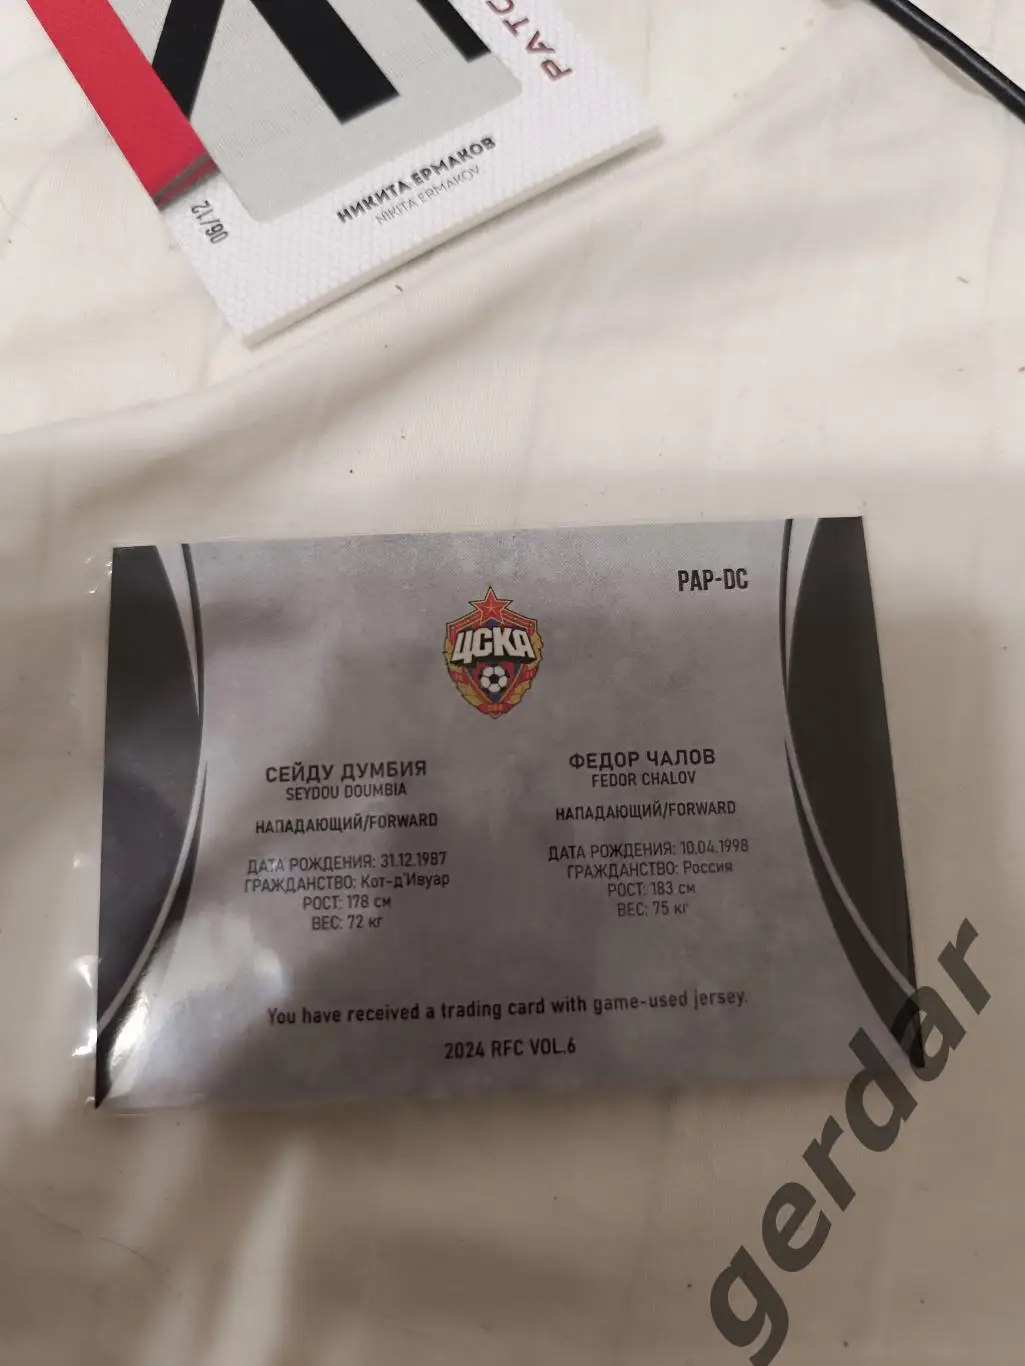 РАТС
НИКИТА ЕРМАКОВ
NIKITA ERMAKOV
06/12
PAP-DC
ЦСКА
СЕЙДУ ДУМБИЯ
SEYDOU DOUMBIA
НАПАДАЮЩИЙ/FORWARD
ДАТА РОЖДЕНИЯ: 31.12.1987
ГРАЖДАНСТВО: Кот-д'Ивуар
РОСТ: 178 см
ВЕС: 72 кг
ФЕДОР ЧАЛОВ
FEDOR CHALOV
НАПАДАЮЩИЙ/FORWARD
ДАТА РОЖДЕНИЯ: 10.04.1998
ГРАЖДАНСТВО: Россия
РОСТ: 183 см
ВЕС: 75 кг
You have received a trading card with game-used jersey.
2024 RFC VOL.6
gerdar